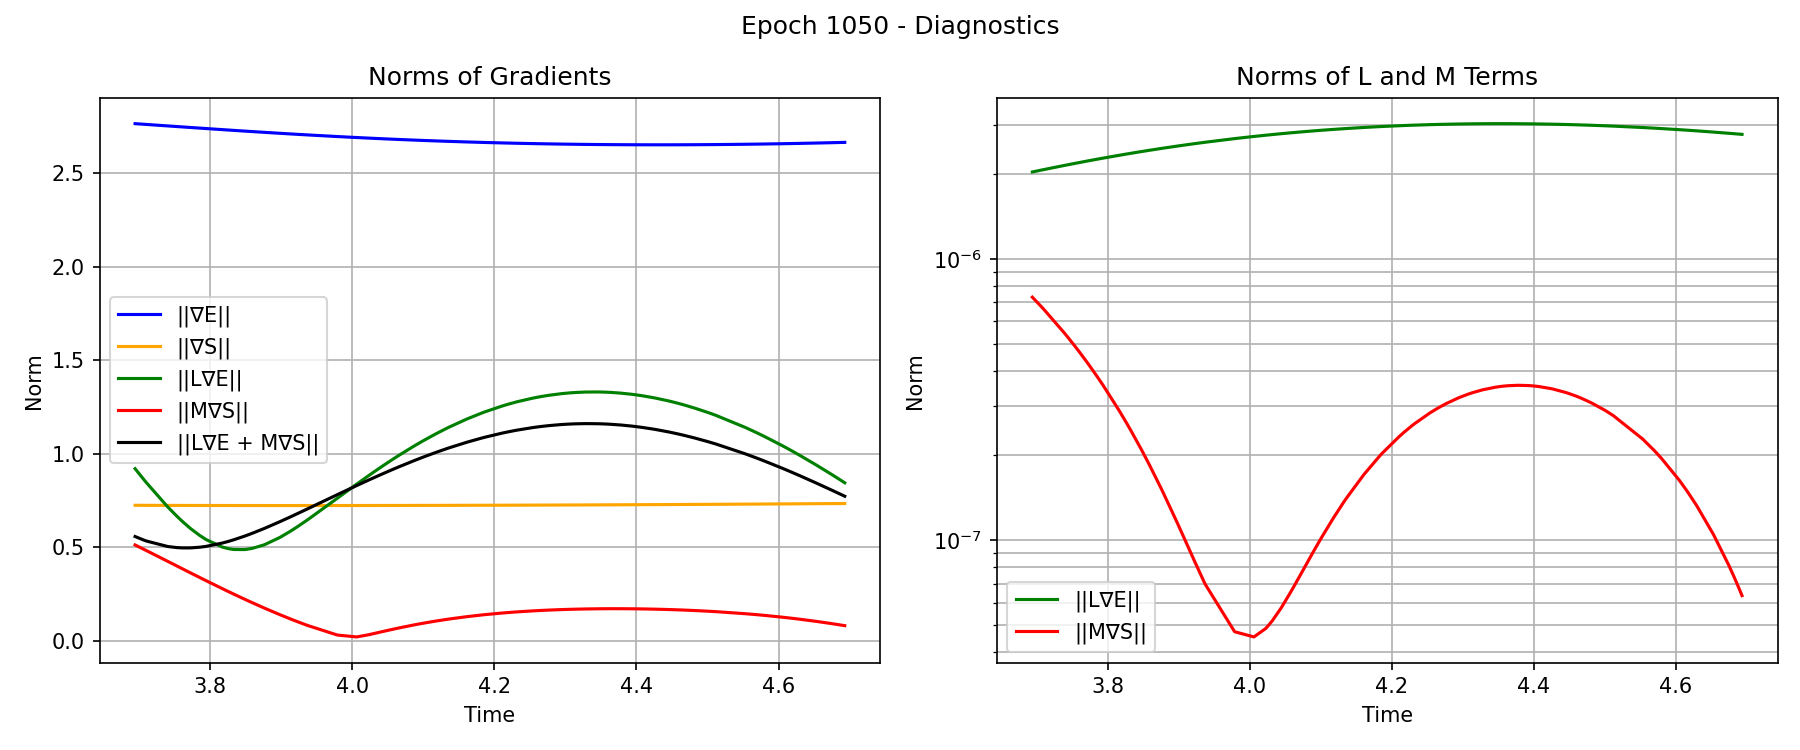 Epoch 1050 - Diagnostics
Norms of Gradients
Norm
2.5
2.0
1.5
1.0
0.5
0.0
||∇E||
||∇S||
||L∇E||
||M∇S||
||L∇E + M∇S||
3.8
4.0
4.2
4.4
4.6
Time
Norms of L and M Terms
Norm
10⁻⁶
10⁻⁷
||L∇E||
||M∇S||
3.8
4.0
4.2
4.4
4.6
Time